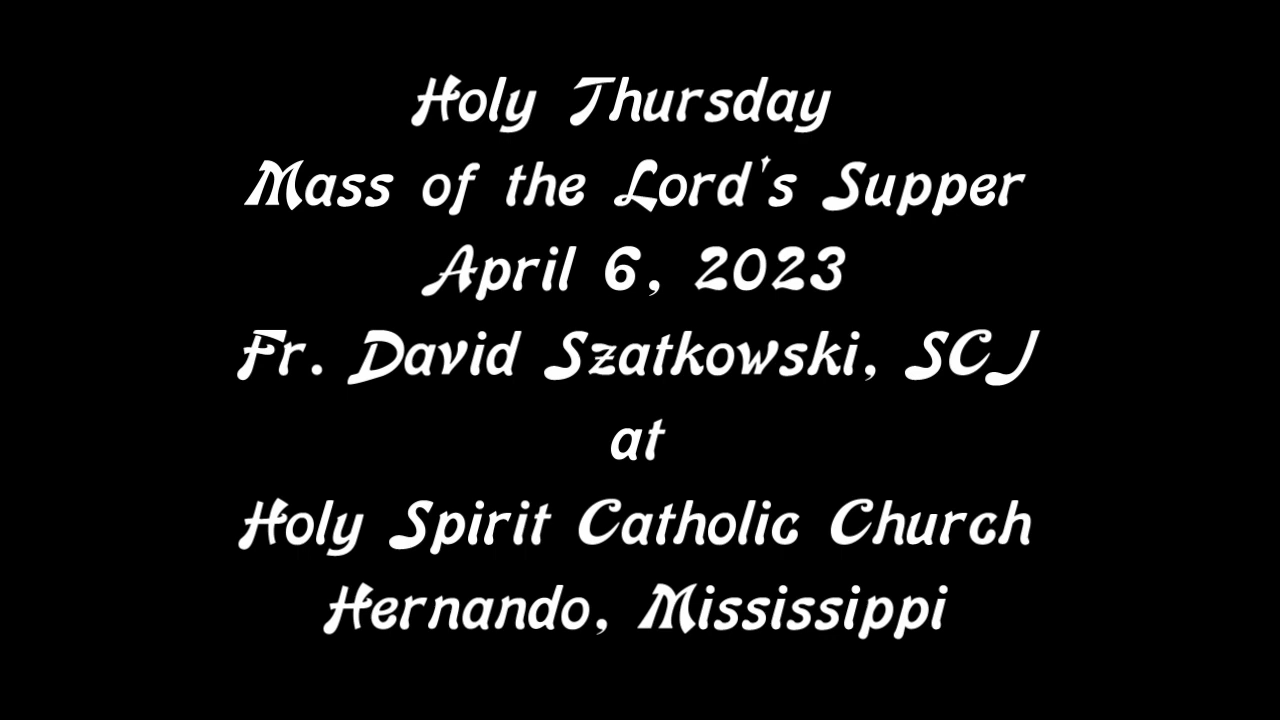 Holy Thursday
Mass of the Lord's Supper
April 6, 2023
Fr. David Szatkowski, SCJ
at
Holy Spirit Catholic Church
Hernando, Mississippi